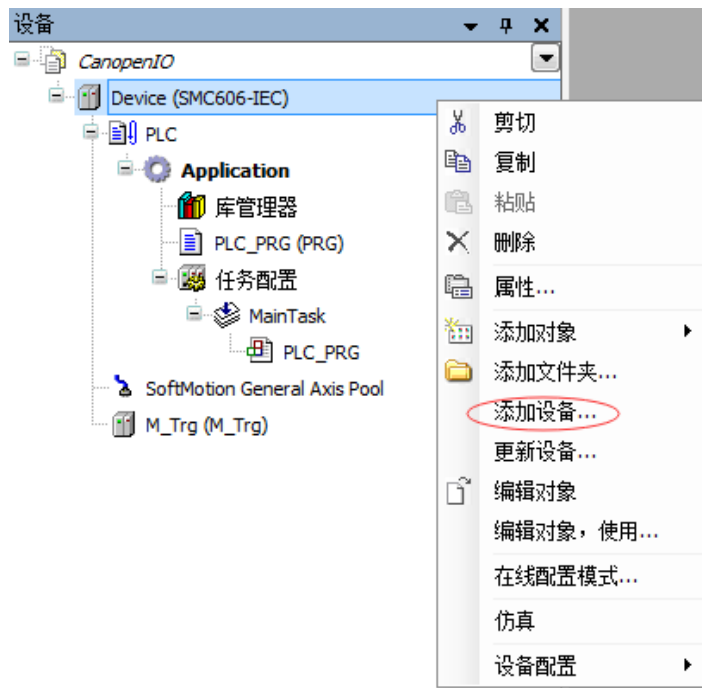 设备
CanopenIO
Device (SMC606-IEC)
PLC
Application
库管理器
PLC_PRG (PRG)
任务配置
MainTask
PLC_PRG
SoftMotion General Axis Pool
M_Trg (M_Trg)
剪切
复制
粘贴
删除
属性...
添加对象
添加文件夹...
添加设备...
更新设备...
编辑对象
编辑对象，使用...
在线配置模式...
仿真
设备配置